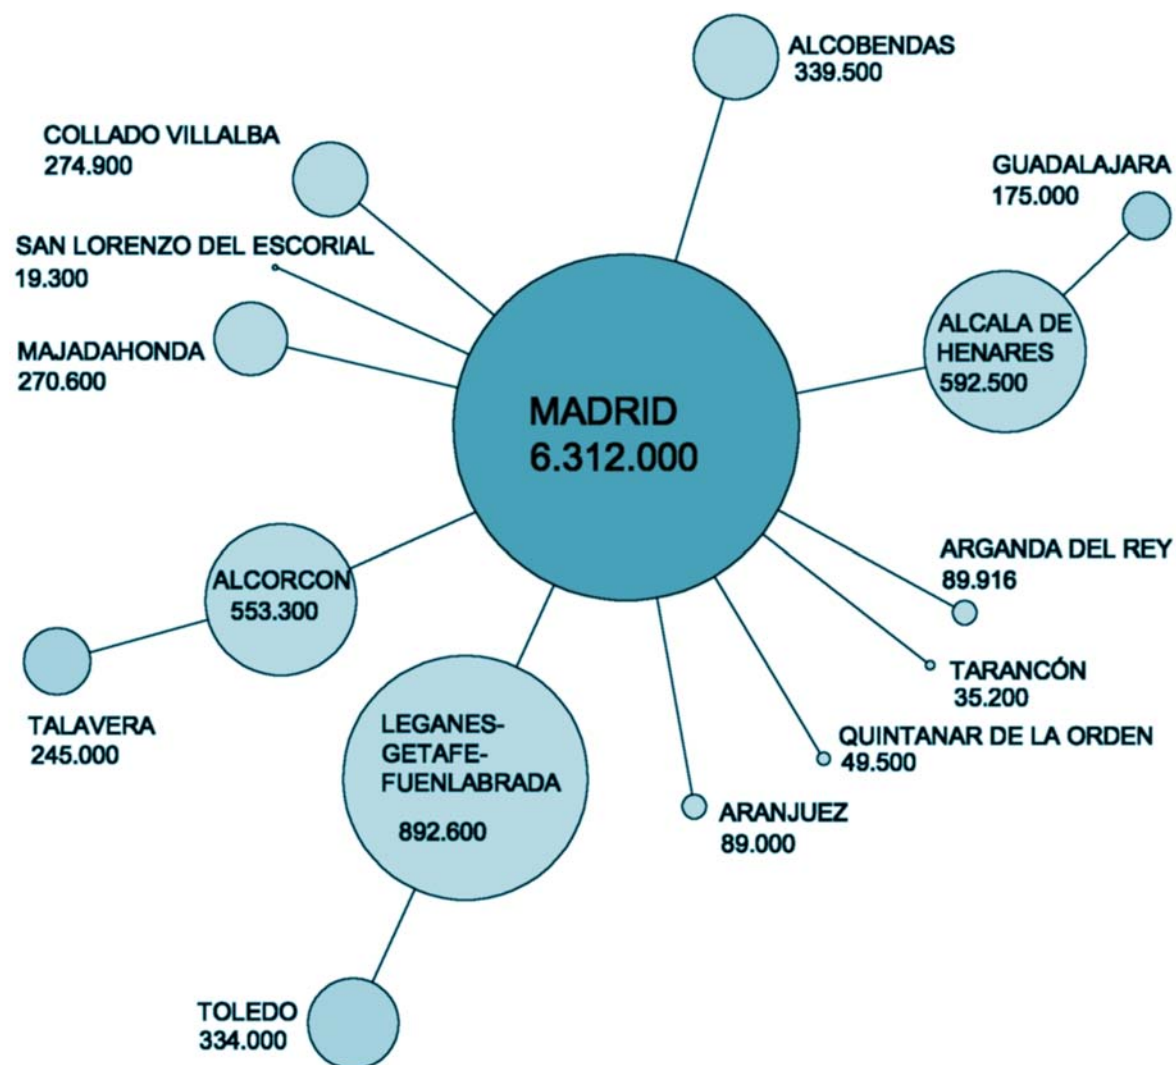 ALCOBENDAS
339.500
COLLADO VILLALBA
274.900
GUADALAJARA
175.000
SAN LORENZO DEL ESCORIAL
19.300
MAJADAHONDA
270.600
ALCALA DE
HENARES
592.500
MADRID
6.312.000
ARGANDA DEL REY
89.916
ALCORCON
553.300
TARANCÓN
35.200
TALAVERA
245.000
LEGANES-
GETAFE-
FUENLABRADA
892.600
QUINTANAR DE LA ORDEN
49.500
ARANJUEZ
89.000
TOLEDO
334.000